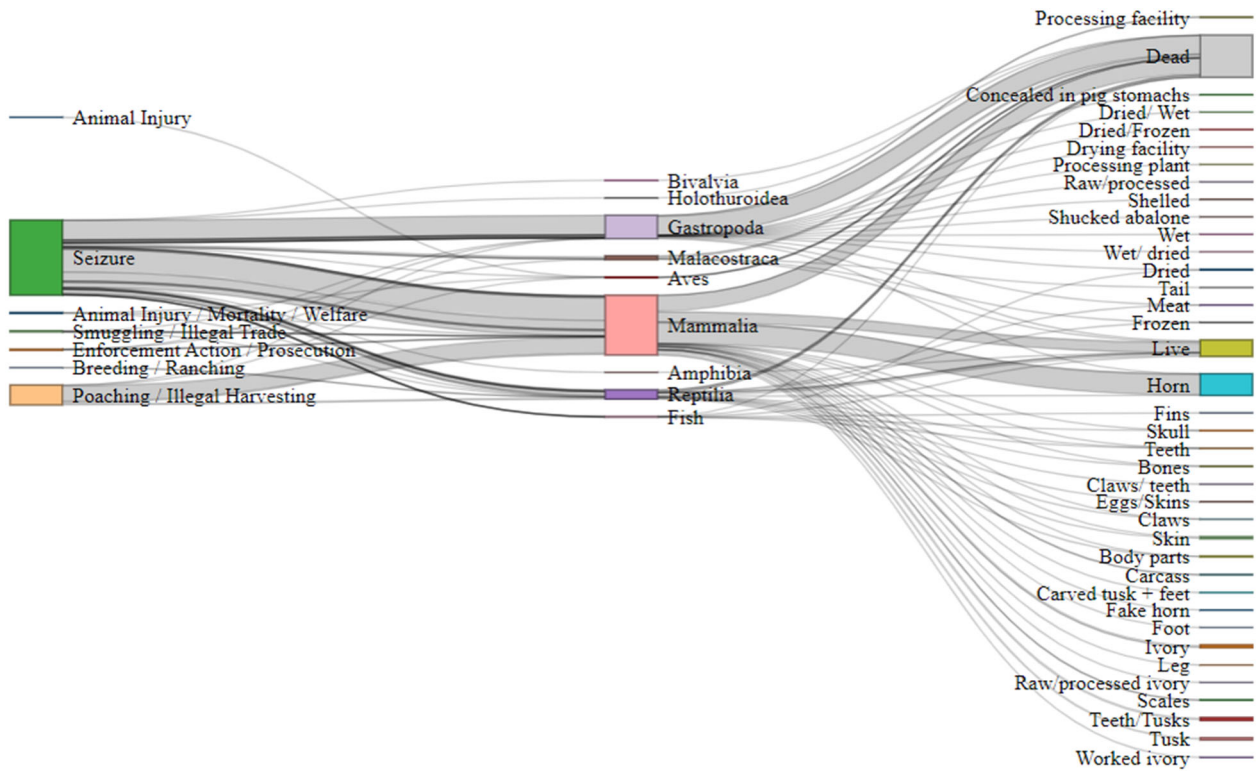 Animal Injury
Seizure
Animal Injury / Mortality / Welfare
Smuggling / Illegal Trade
Enforcement Action / Prosecution
Breeding / Ranching
Poaching / Illegal Harvesting
Bivalvia
Holothuroidea
Gastropoda
Malacostraca
Aves
Mammalia
Amphibia
Reptilia
Fish
Processing facility
Dead
Concealed in pig stomachs
Dried/ Wet
Dried/Frozen
Drying facility
Processing plant
Raw/processed
Shelled
Shucked abalone
Wet
Wet/ dried
Dried
Tail
Meat
Frozen
Live
Horn
Fins
Skull
Teeth
Bones
Claws/ teeth
Eggs/Skins
Claws
Skin
Body parts
Carcass
Carved tusk + feet
Fake horn
Foot
Ivory
Leg
Raw/processed ivory
Scales
Teeth/Tusks
Tusk
Worked ivory